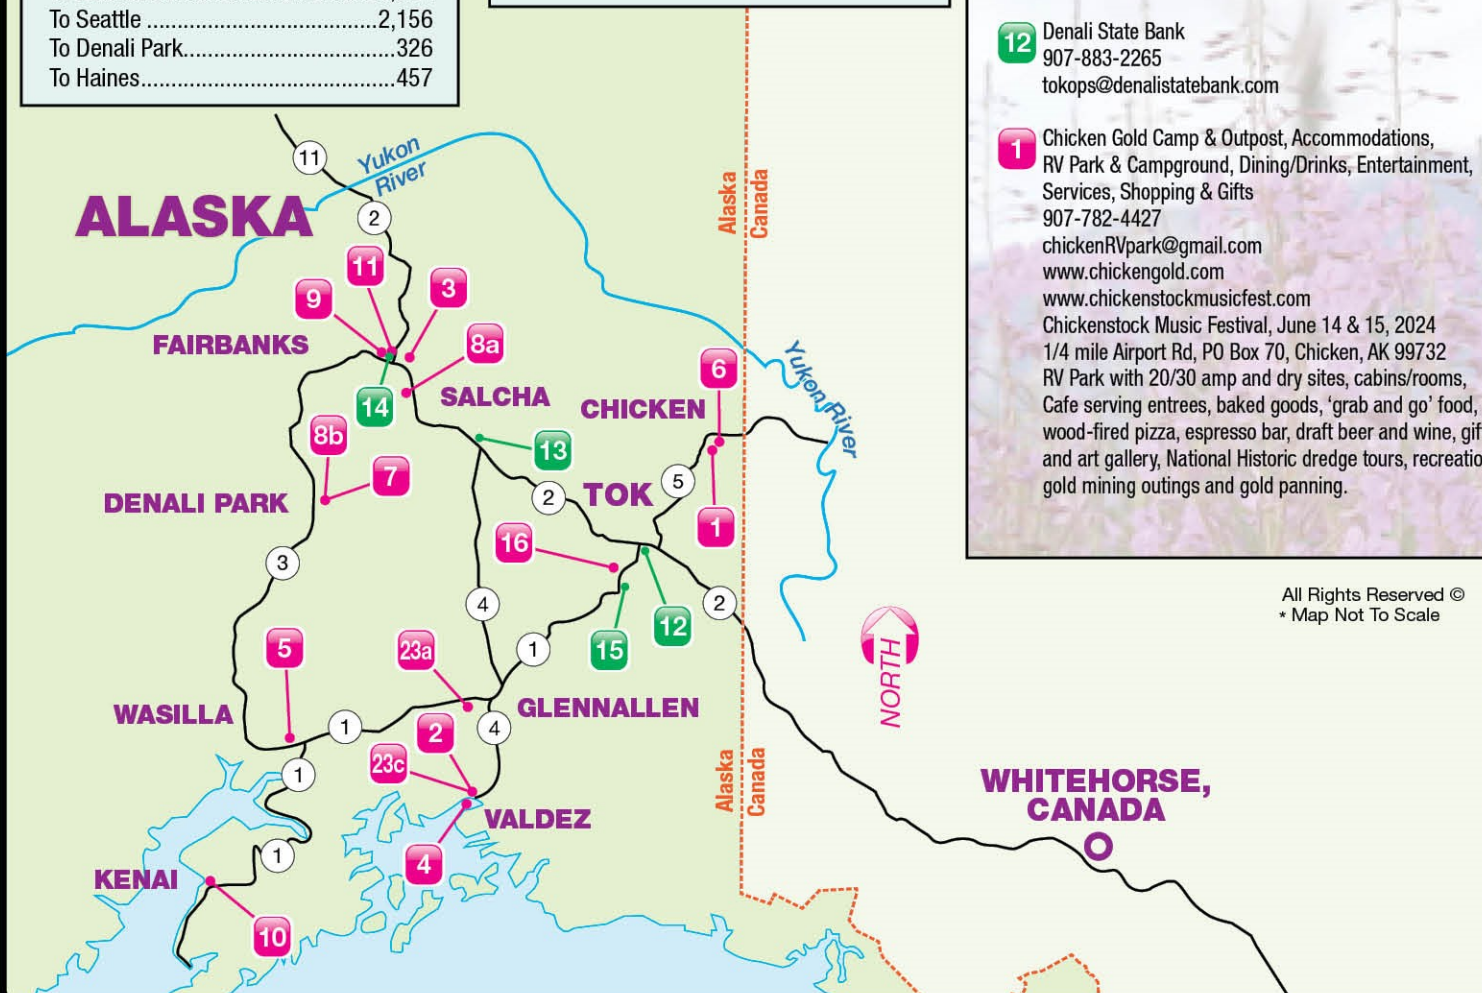 To Seattle ........................................2,156
To Denali Park.....................................326
To Haines...........................................457
12
Denali State Bank
907-883-2265
tokops@denalistatebank.com
1
Chicken Gold Camp & Outpost, Accommodations,
RV Park & Campground, Dining/Drinks, Entertainment,
Services, Shopping & Gifts
907-782-4427
chickenRVpark@gmail.com
www.chickengold.com
www.chickenstockmusicfest.com
Chickenstock Music Festival, June 14 & 15, 2024
1/4 mile Airport Rd, PO Box 70, Chicken, AK 99732
RV Park with 20/30 amp and dry sites, cabins/rooms,
Cafe serving entrees, baked goods, ‘grab and go’ food,
wood-fired pizza, espresso bar, draft beer and wine,
and art gallery, National Historic dredge tours,
gold mining outings and gold panning.
All Rights Reserved ©
* Map Not To Scale
11
Yukon
River
ALASKA
2
Alaska
Canada
11
9
3
FAIRBANKS
8a
6
Yukon River
14
SALCHA
CHICKEN
8b
13
7
DENALI PARK
2
TOK
5
16
1
3
4
2
12
15
1
5
23a
NORTH
WASILLA
1
GLENNALLEN
2
4
23c
1
Alaska
Canada
WHITEHORSE,
CANADA
VALDEZ
4
1
KENAI
10